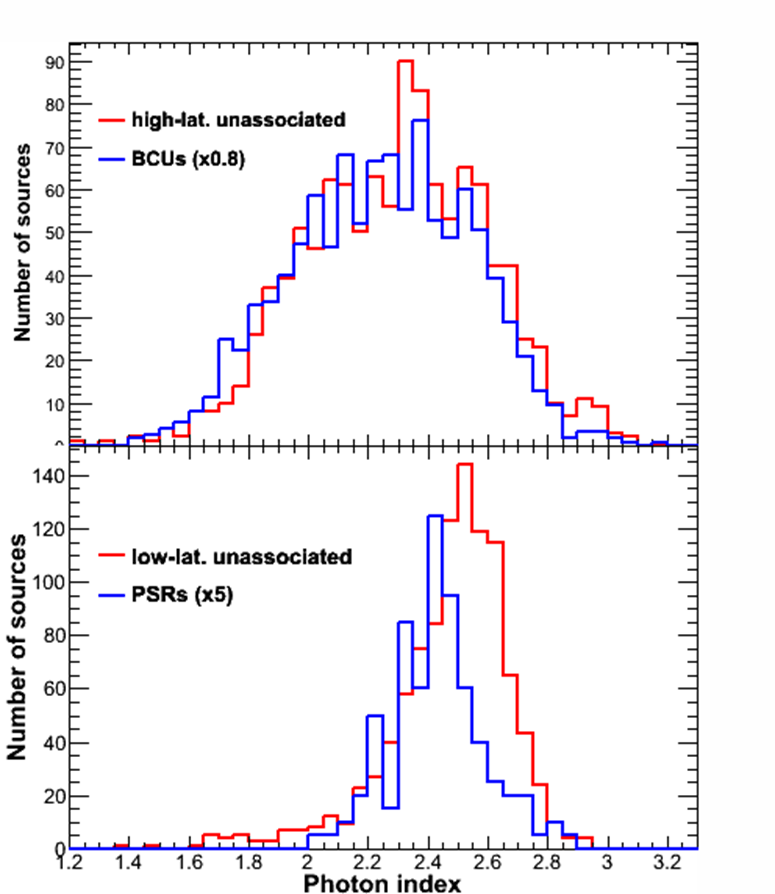 90
80
high-lat. unassociated
70
BCUs (x0.8)
60
50
40
30
20
10
Number of sources
140
120
low-lat. unassociated
100
PSRs (x5)
80
60
40
20
0
Number of sources
1.2 1.4 1.6 1.8 2 2.2 2.4 2.6 2.8 3 3.2
Photon index